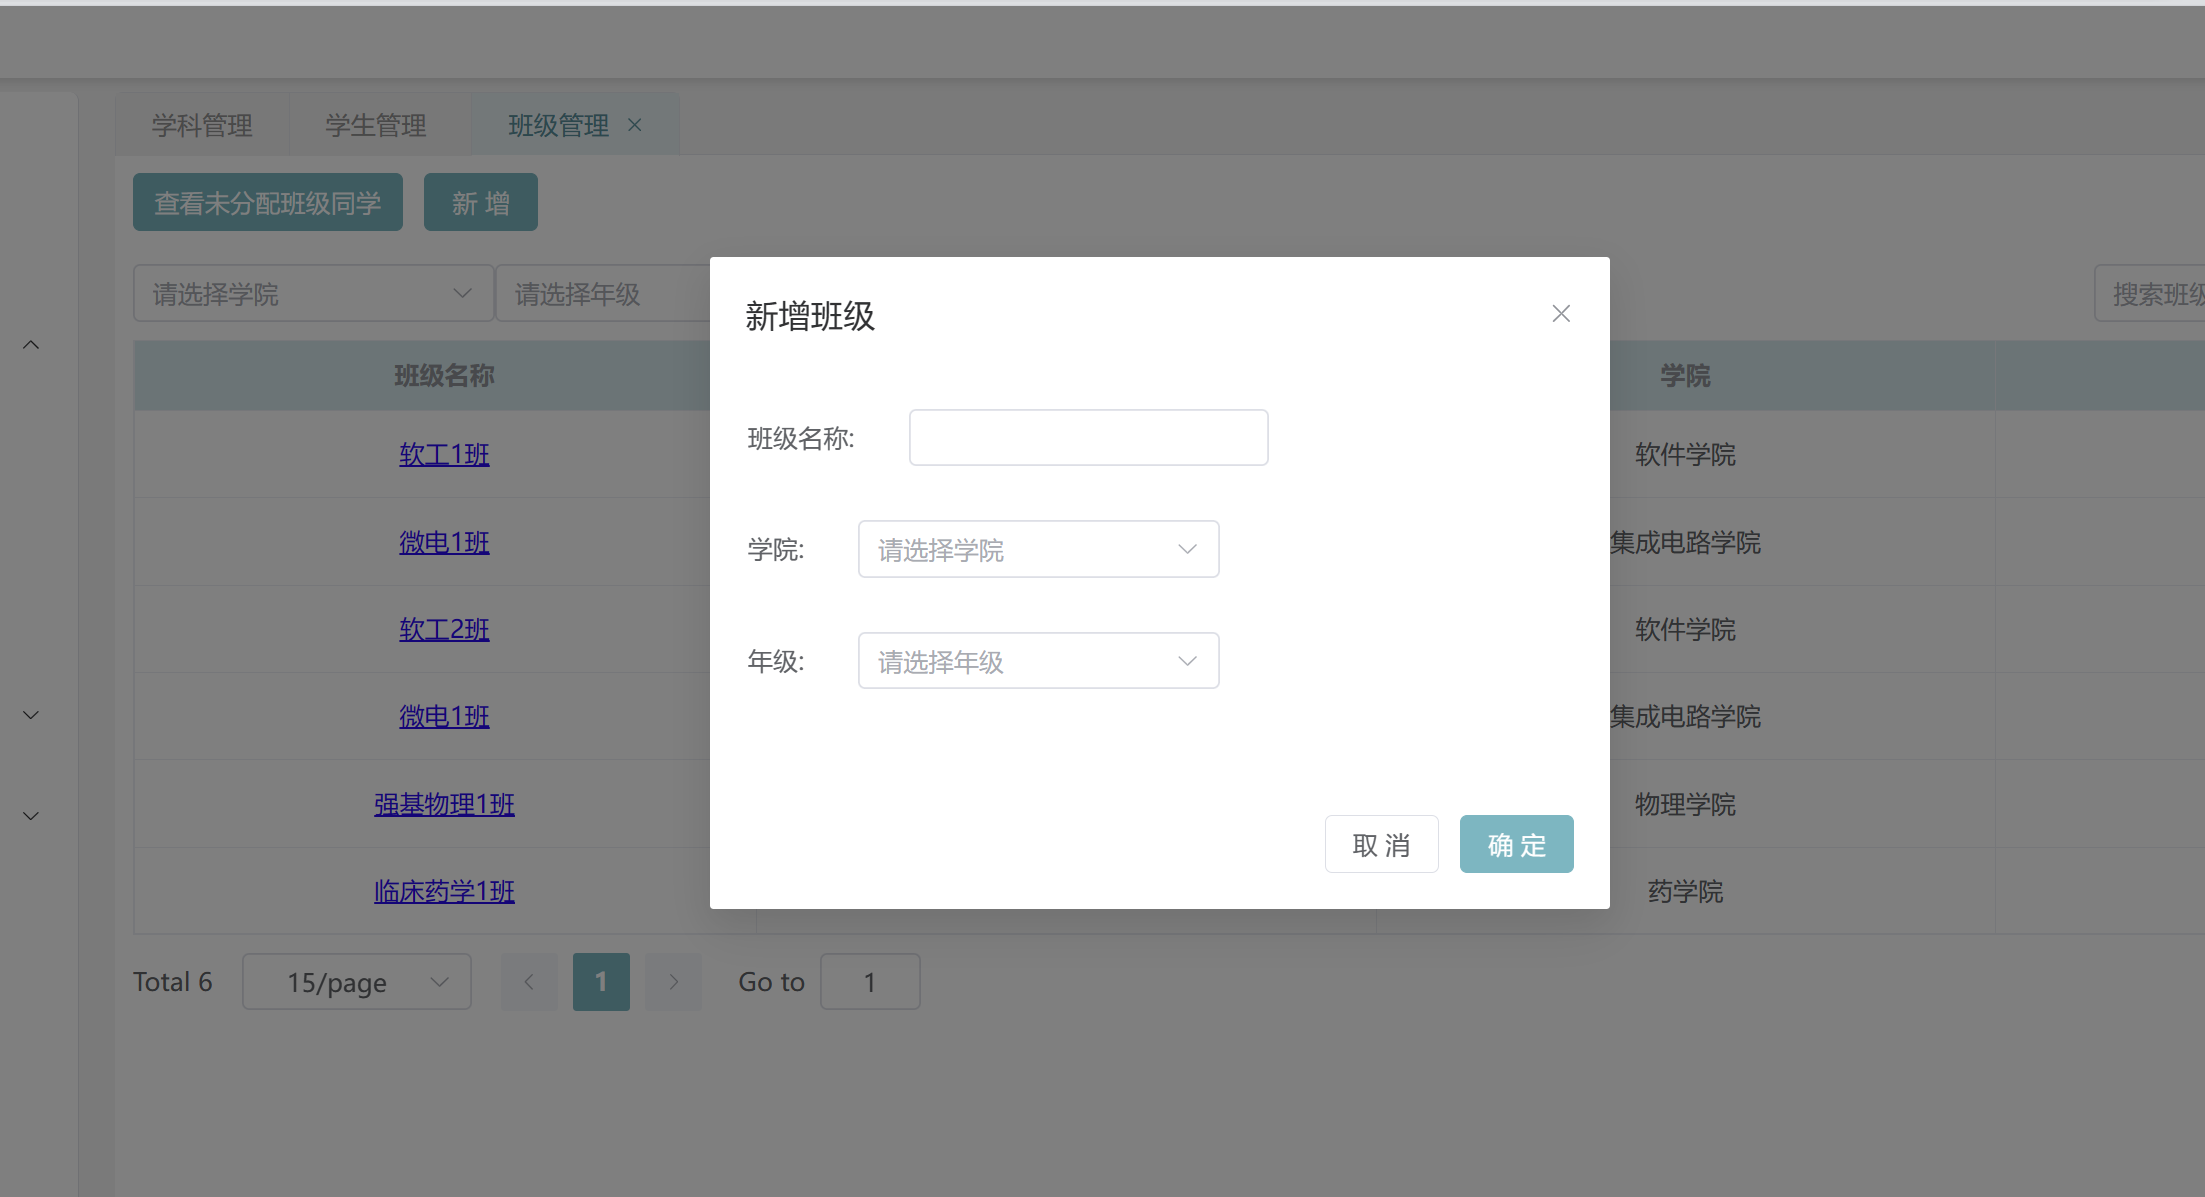 学科管理 学生管理 班级管理
查看未分配班级同学 新 增
请选择学院 请选择年级 搜索班级
班级名称 学院
软工1班 软件学院
微电1班 集成电路学院
软工2班 软件学院
微电1班 集成电路学院
强基物理1班 物理学院
临床药学1班 药学院
Total 6 15/page 1 Go to 1
新增班级
班级名称:
学院: 请选择学院
年级: 请选择年级
取 消 确 定